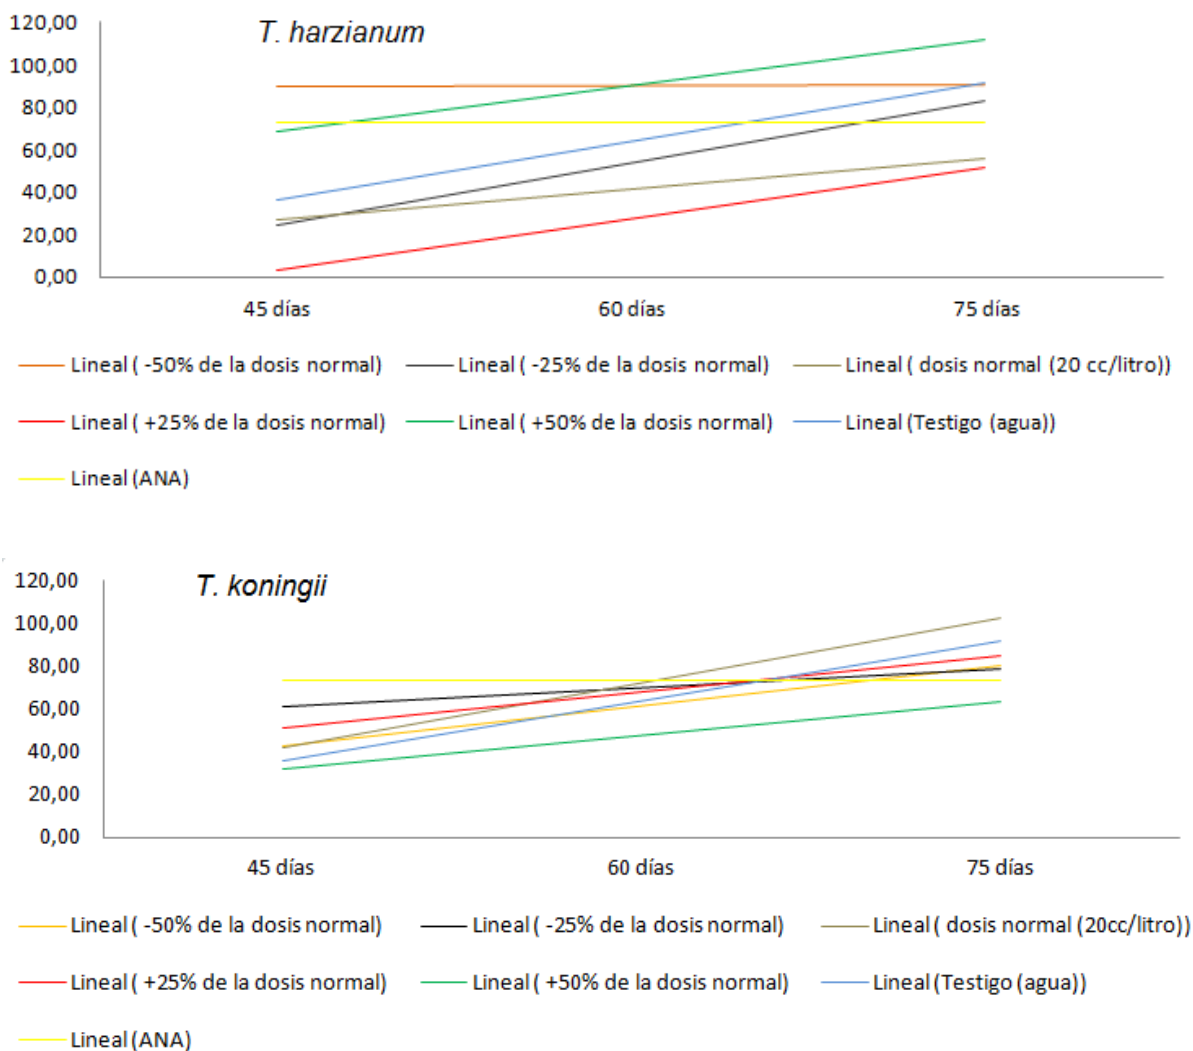 T. harzianum
120,00
100,00
80,00
60,00
40,00
20,00
0,00
45 días 60 días 75 días
Lineal ( -50% de la dosis normal) Lineal ( -25% de la dosis normal) Lineal ( dosis normal (20 cc/litro))
Lineal ( +25% de la dosis normal) Lineal ( +50% de la dosis normal) Lineal (Testigo (agua))
Lineal (ANA)
T. koningii
120,00
100,00
80,00
60,00
40,00
20,00
0,00
45 días 60 días 75 días
Lineal ( -50% de la dosis normal) Lineal ( -25% de la dosis normal) Lineal ( dosis normal (20cc/litro))
Lineal ( +25% de la dosis normal) Lineal ( +50% de la dosis normal) Lineal (Testigo (agua))
Lineal (ANA)